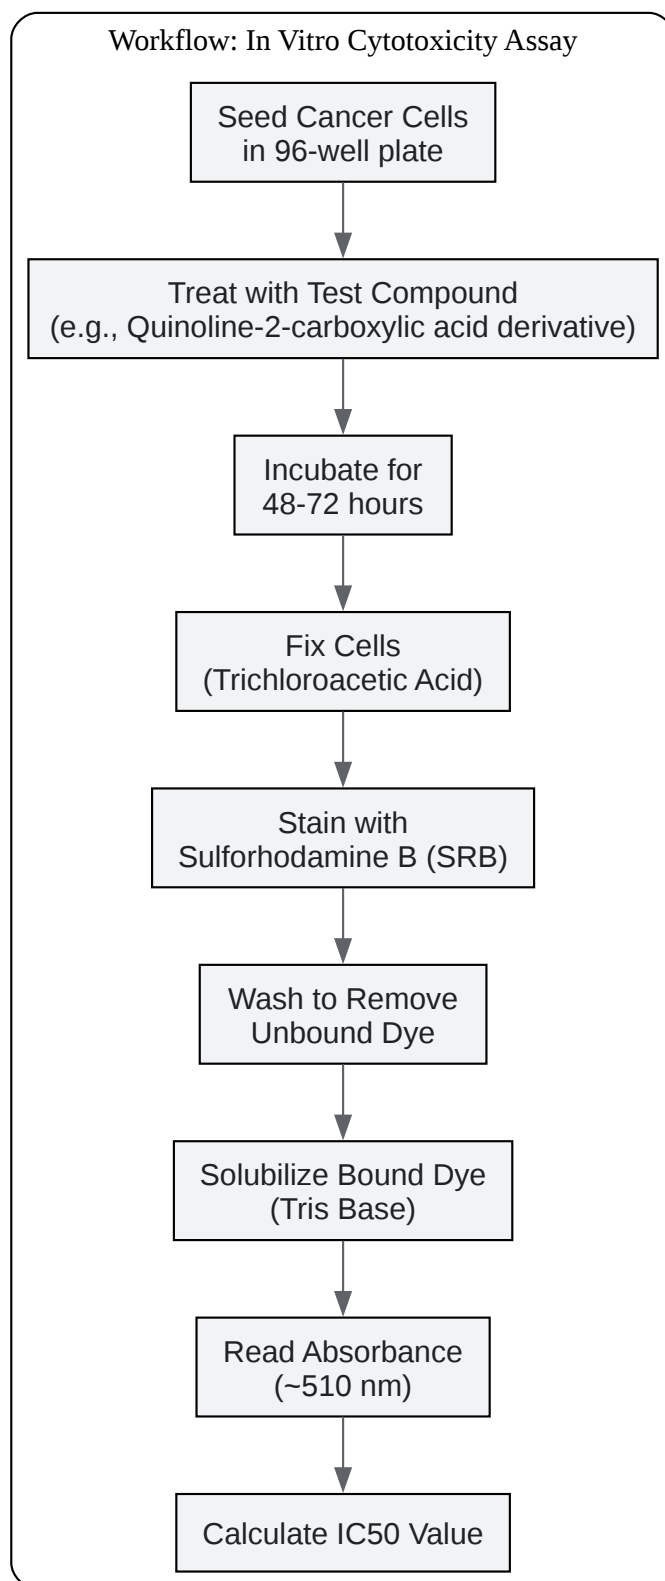 Workflow: In Vitro Cytotoxicity Assay
Seed Cancer Cells
in 96-well plate
Treat with Test Compound
(e.g., Quinoline-2-carboxylic acid derivative)
Incubate for
48-72 hours
Fix Cells
(Trichloroacetic Acid)
Stain with
Sulforhodamine B (SRB)
Wash to Remove
Unbound Dye
Solubilize Bound Dye
(Tris Base)
Read Absorbance
(~510 nm)
Calculate IC50 Value